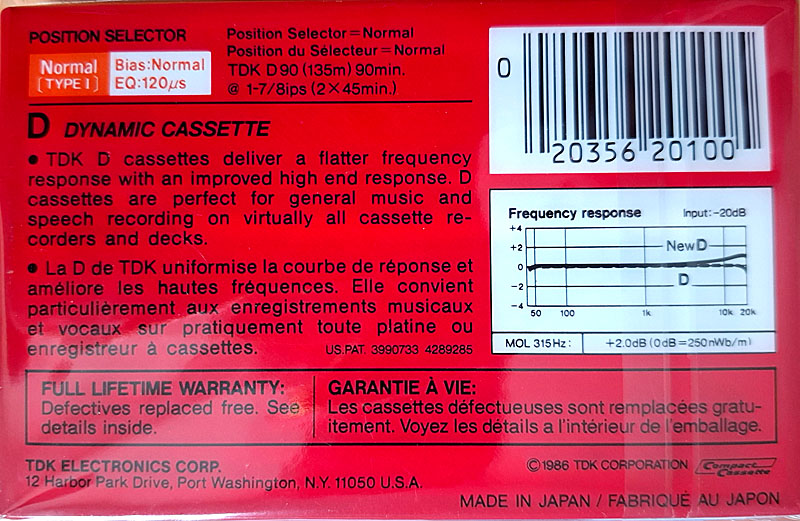 POSITION SELECTOR
Normal
[TYPE I]
Bias:Normal
EQ:120µs
Position Selector=Normal
Position du Sélecteur=Normal
TDK D90 (135m) 90min.
@ 1-7/8ips (2×45min.)
D DYNAMIC CASSETTE
● TDK D cassettes deliver a flatter frequency
response with an improved high end response. D
cassettes are perfect for general music and
speech recording on virtually all cassette re-
corders and decks.
● La D de TDK uniformise la courbe de réponse et
améliore les hautes fréquences. Elle convient
particulièrement aux enregistrements musicaux
et vocaux sur pratiquement toute platine ou
enregistreur à cassettes.
US.PAT. 3990733 4289285
0
20356 20100
Frequency response Input:-20dB
+4
+2
0
-2
-4
New D
D
50 100 1k 10k 20k
MOL 315Hz: +2.0dB (0dB=250nWb/m)
FULL LIFETIME WARRANTY:
Defectives replaced free. See
details inside.
GARANTIE À VIE:
Les cassettes défectueuses sont remplacées gratu-
itement. Voyez les détails a l'intérieur de l'emballage.
TDK ELECTRONICS CORP.
12 Harbor Park Drive, Port Washington, N.Y. 11050 U.S.A.
©1986 TDK CORPORATION
Compact
Cassette
MADE IN JAPAN / FABRIQUÉ AU JAPON